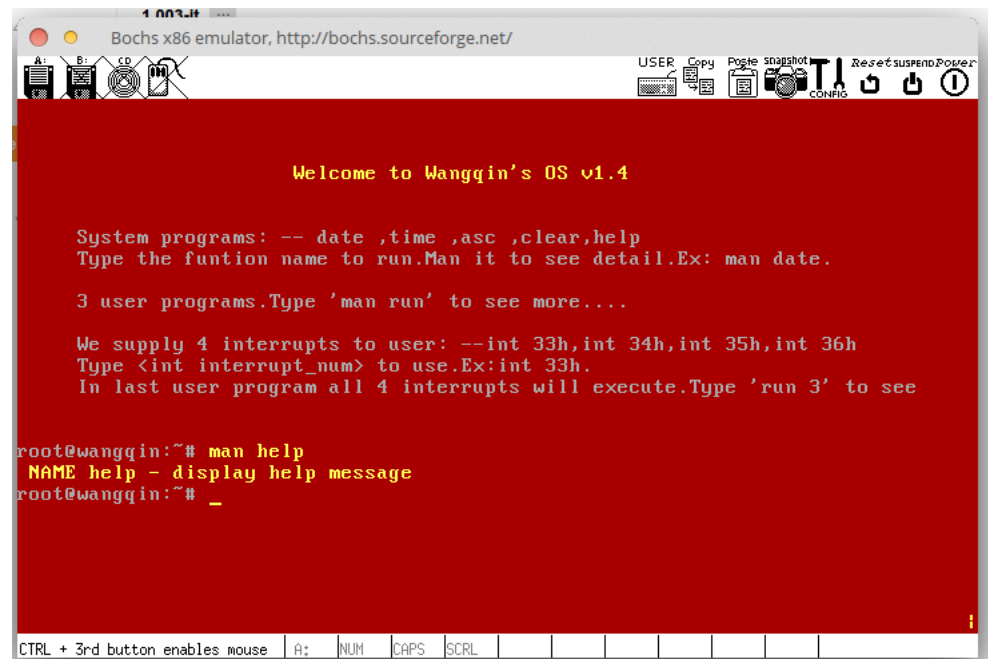 1.003-it ...
Bochs x86 emulator, http://bochs.sourceforge.net/
A: B: CD USER Copy Paste snapshot CONFIG Reset SUSPEND Power
Welcome to Wangqin's OS v1.4
System programs: -- date ,time ,asc ,clear,help
Type the funtion name to run.Man it to see detail.Ex: man date.
3 user programs.Type 'man run' to see more....
We supply 4 interrupts to user: --int 33h,int 34h,int 35h,int 36h
Type <int interrupt_num> to use.Ex:int 33h.
In last user program all 4 interrupts will execute.Type 'run 3' to see
root@wangqin:~# man help
NAME help - display help message
root@wangqin:~# _
CTRL + 3rd button enables mouse A: NUM CAPS SCRL